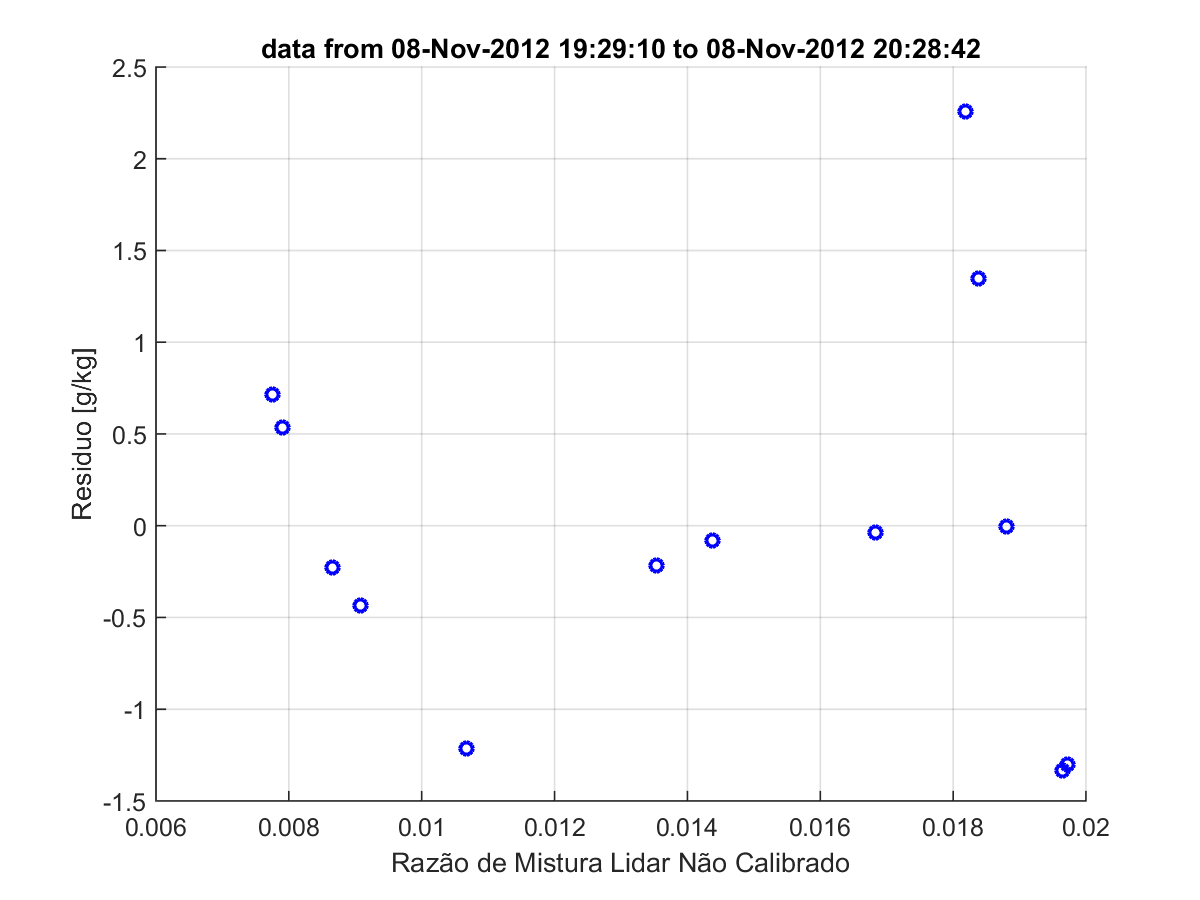 data from 08-Nov-2012 19:29:10 to 08-Nov-2012 20:28:42
2.5
2
1.5
1
0.5
0
-0.5
-1
-1.5
Residuo [g/kg]
0.006 0.008 0.01 0.012 0.014 0.016 0.018 0.02
Razão de Mistura Lidar Não Calibrado